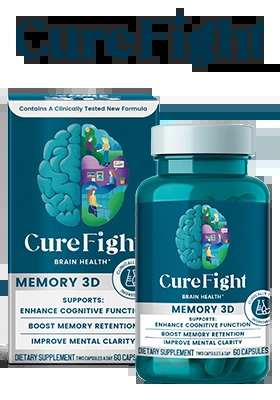 CureFight
Contains A Clinically Tested New Formula
CureFight
BRAIN HEALTH™
MEMORY 3D
SUPPORTS:
ENHANCE COGNITIVE FUNCTION
BOOST MEMORY RETENTION
IMPROVE MENTAL CLARITY
DIETARY SUPPLEMENT TWO CAPSULES A DAY 60 CAPSULES
CureFight
BRAIN HEALTH™
MEMORY 3D
SUPPORTS:
ENHANCE COGNITIVE FUNCTION
BOOST MEMORY RETENTION
IMPROVE MENTAL CLARITY
DIETARY SUPPLEMENT TWO CAPSULES A DAY 60 CAPSULES